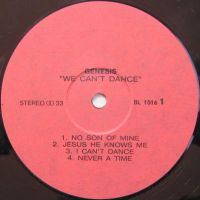 GENESIS
"WE CAN'T DANCE"
STEREO 33 BL 1016 1
1. NO SON OF MINE
2. JESUS HE KNOWS ME
3. I CAN'T DANCE
4. NEVER A TIME